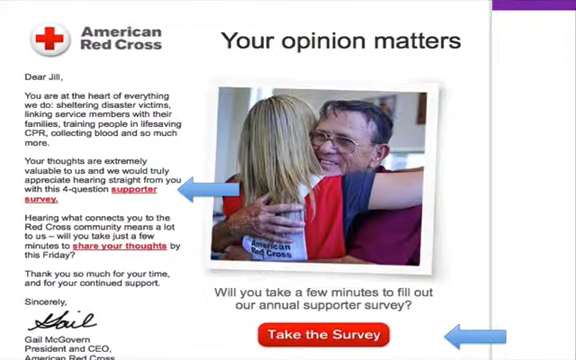 American
Red Cross
Your opinion matters
Dear Jill,
You are at the heart of everything
we do: sheltering disaster victims,
linking service members with their
families, training people in lifesaving
CPR, collecting blood and so much
more.
Your thoughts are extremely
valuable to us and we would truly
appreciate hearing straight from you
with this 4-question supporter
survey.
Hearing what connects you to the
Red Cross community means a lot
to us – will you take just a few
minutes to share your thoughts by
this Friday?
Thank you so much for your time,
and for your continued support.
Sincerely,
Gail
Gail McGovern
President and CEO,
American Red Cross
American
Red Cross
Will you take a few minutes to fill out
our annual supporter survey?
Take the Survey